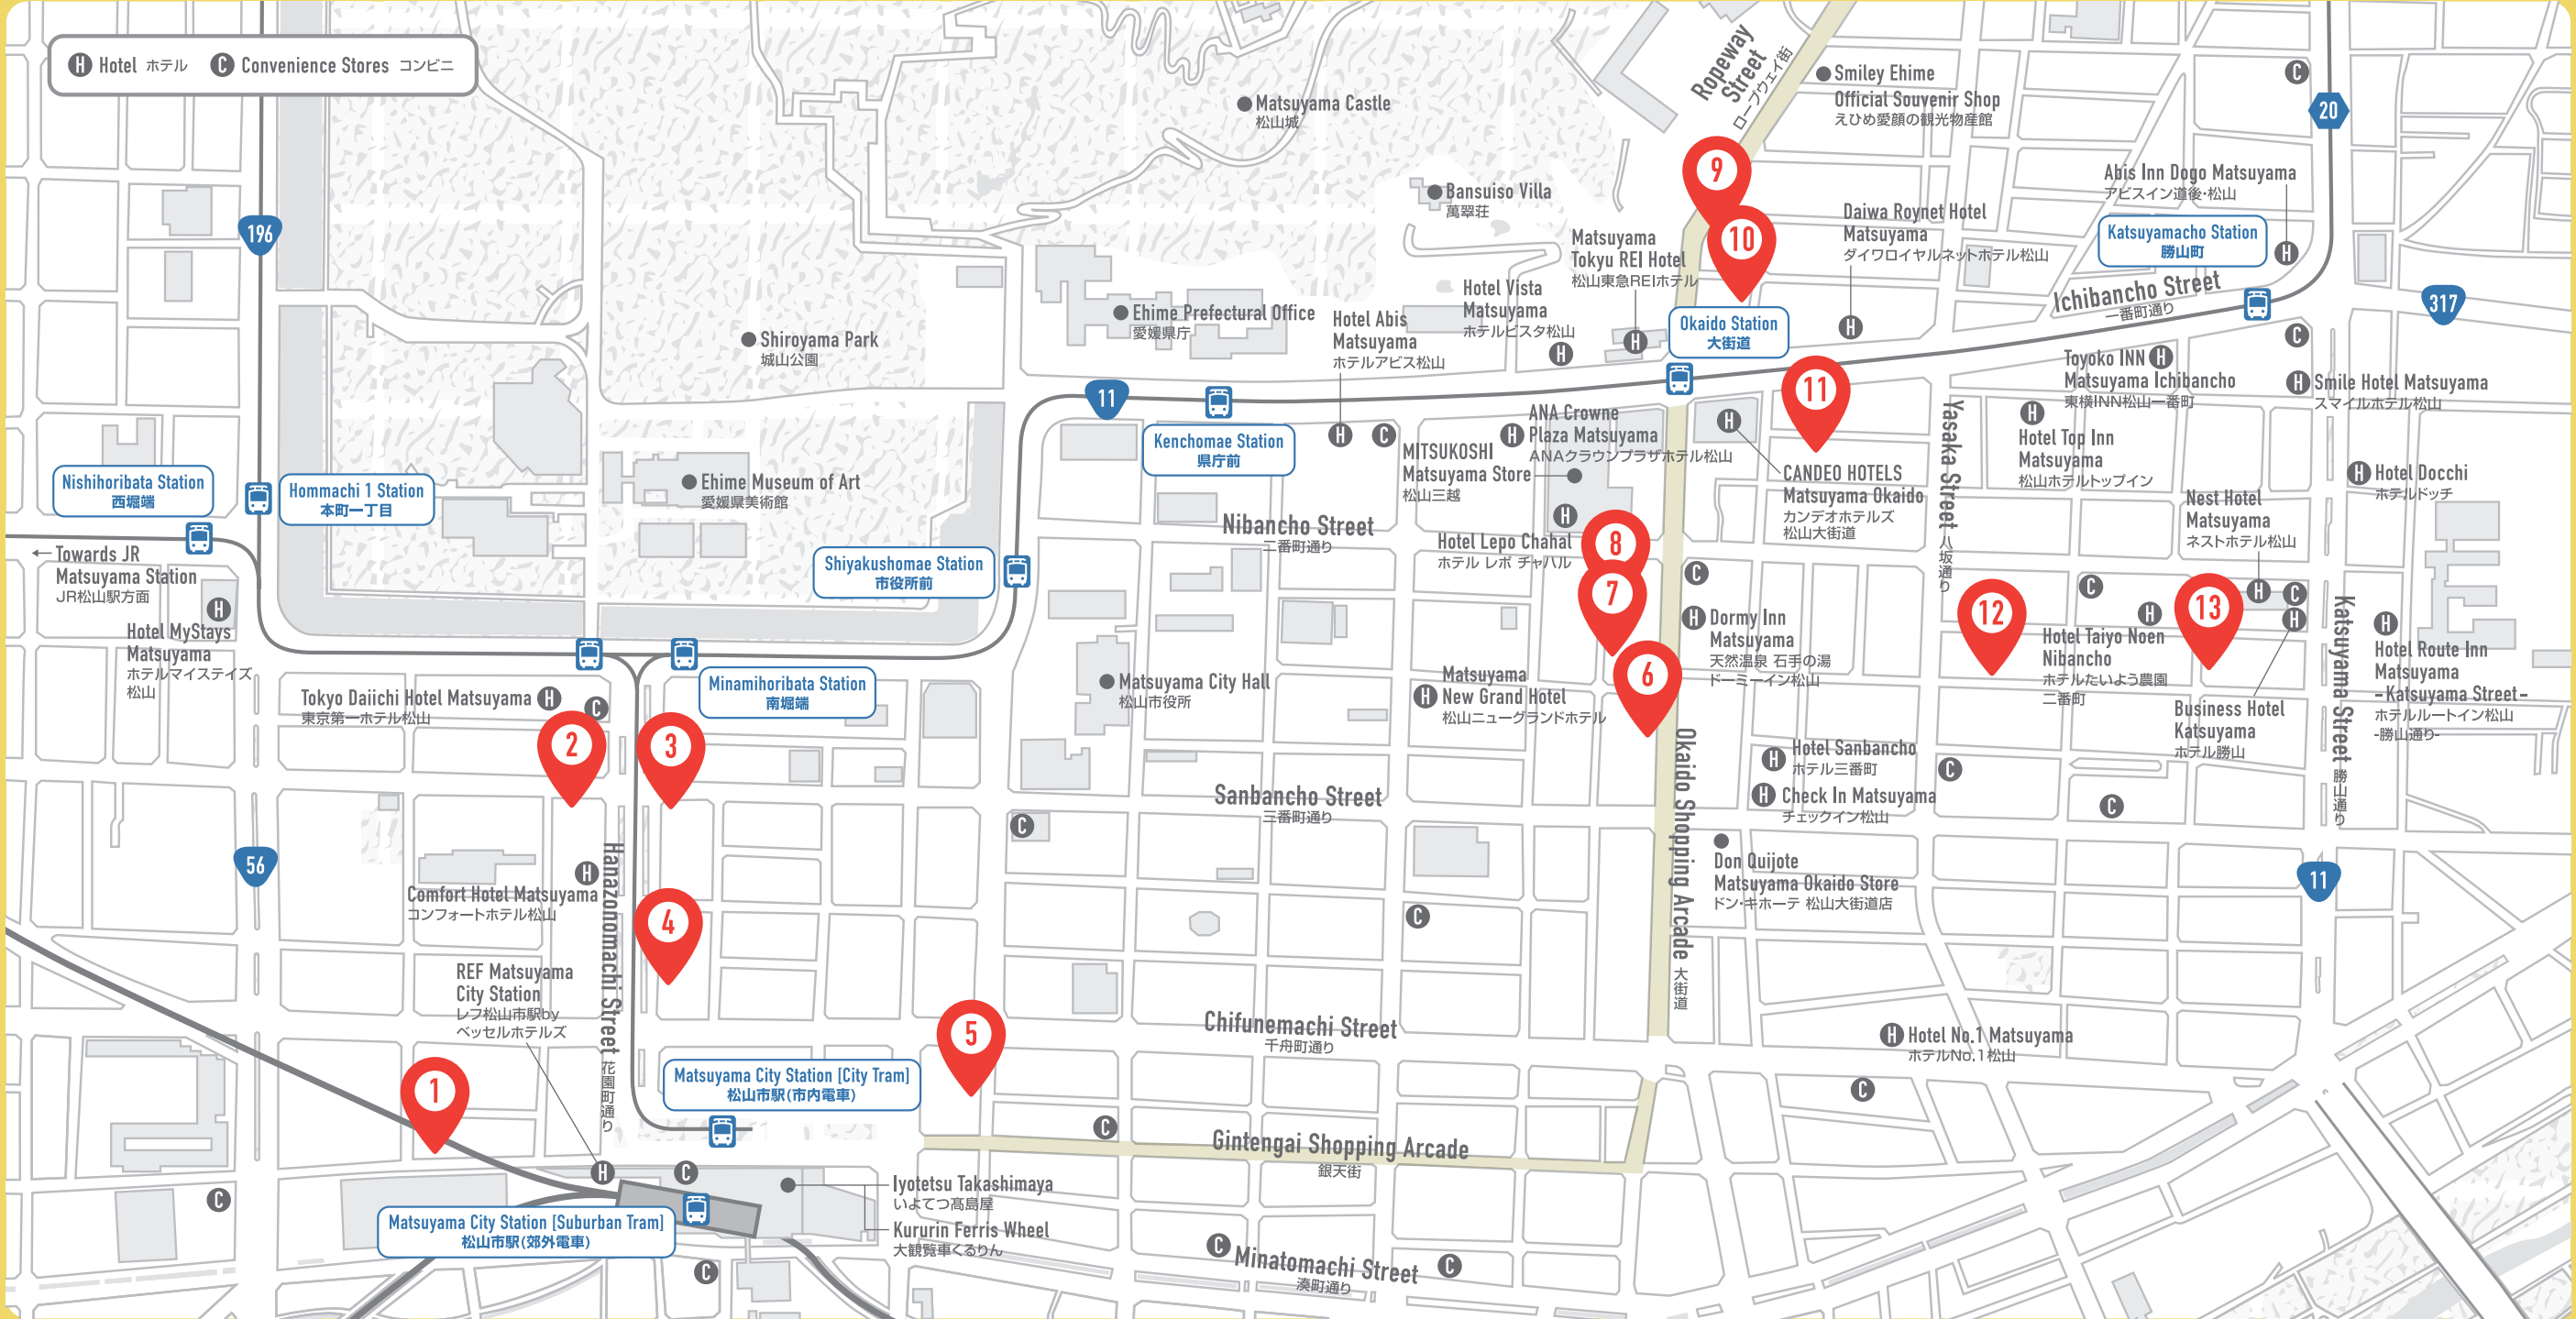 H Hotel ホテル C Convenience Stores コンビニ
Ropeway
Street
ロープウェイ街
Smiley Ehime
Official Souvenir Shop
えひめ愛顔の観光物産館
C
20
Matsuyama Castle
松山城
9
Abis Inn Dogo Matsuyama
アビスイン道後・松山
Bansuiso Villa
萬翠荘
196
10
Daiwa Roynet Hotel
Matsuyama
ダイワロイヤルネットホテル松山
Katsuyamacho Station
勝山町
H
Matsuyama
Tokyu REI Hotel
松山東急REIホテル
Hotel Vista
Matsuyama
ホテルビスタ松山
Ichibancho Street
一番町通り
317
Ehime Prefectural Office
愛媛県庁
Hotel Abis
Matsuyama
ホテルアビス松山
Okaido Station
大街道
H
H
H
C
Shiroyama Park
城山公園
Toyoko INN H
Matsuyama Ichibancho
東横INN松山一番町
H Smile Hotel Matsuyama
スマイルホテル松山
11
11
Kenchomae Station
県庁前
H
C
H ANA Crowne
Plaza Matsuyama
ANAクラウンプラザホテル松山
H
H
Hotel Top Inn
Matsuyama
松山ホテルトップイン
MITSUKOSHI
Matsuyama Store
松山三越
CANDEO HOTELS
Matsuyama Okaido
カンデオホテルズ
松山大街道
Yasaka Street 八坂通り
H Hotel Docchi
ホテルドッチ
Nishihoribata Station
西堀端
Hommachi 1 Station
本町一丁目
Ehime Museum of Art
愛媛県美術館
Nest Hotel
Matsuyama
ネストホテル松山
Nibancho Street
二番町通り
H
Hotel Lepo Chahal
ホテル レポ チャハル
8
Towards JR
Matsuyama Station
JR松山駅方面
Shiyakushomae Station
市役所前
7
C
C
H
C
H
Hotel MyStays
Matsuyama
ホテルマイステイズ
松山
H Dormy Inn
Matsuyama
天然温泉 石手の湯
ドーミーイン松山
12
H
Hotel Taiyo Noen
Nibancho
ホテルたいよう農園
二番町
13
H
Business Hotel
Katsuyama
ホテル勝山
Katsuyama Street 勝山通り
H
Hotel Route Inn
Matsuyama
-Katsuyama Street-
ホテルルートイン松山
-勝山通り-
Tokyo Daiichi Hotel Matsuyama H
東京第一ホテル松山
C
Minamihoribata Station
南堀端
Matsuyama City Hall
松山市役所
Matsuyama
H New Grand Hotel
松山ニューグランドホテル
6
2
3
Okaido Shopping Arcade 大街道
H Hotel Sanbancho
ホテル三番町
C
H Check In Matsuyama
チェックイン松山
C
Sanbancho Street
三番町通り
C
56
H
Comfort Hotel Matsuyama
コンフォートホテル松山
Hanazonomachi Street 花園町通り
4
Don Quijote
Matsuyama Okaido Store
ドン・キホーテ 松山大街道店
11
C
REF Matsuyama
City Station
レフ松山市駅by
ベッセルホテルズ
5
Chifunemachi Street
千舟町通り
H Hotel No.1 Matsuyama
ホテルNo.1松山
1
Matsuyama City Station [City Tram]
松山市駅(市内電車)
C
C
Gintengai Shopping Arcade
銀天街
H
C
C
Iyotetsu Takashimaya
いよてつ髙島屋
Kururin Ferris Wheel
大観覧車くるりん
Matsuyama City Station [Suburban Tram]
松山市駅(郊外電車)
C
C
Minatomachi Street
湊町通り
C